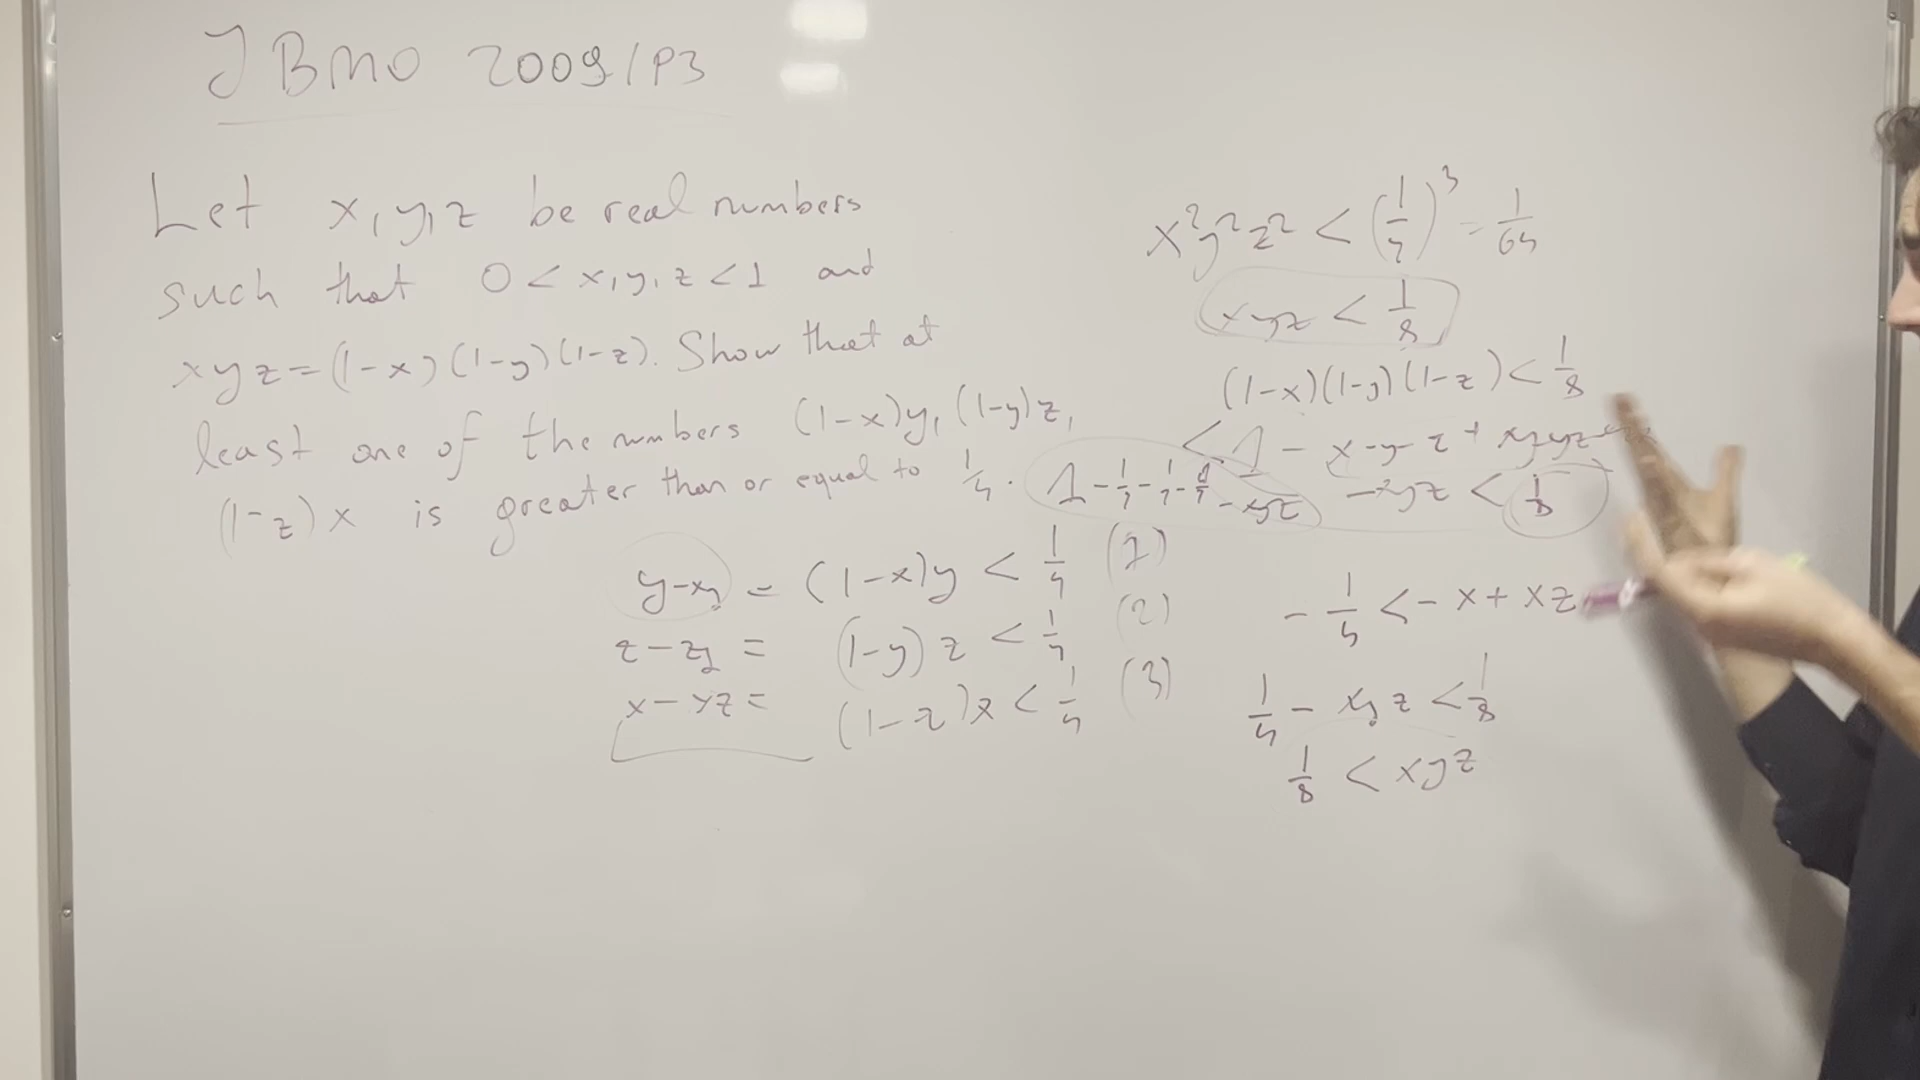 JBMO 2009/P3
Let x,y,z be real numbers
such that 0 < x,y,z < 1 and
xyz = (1-x)(1-y)(1-z). Show that at
least one of the numbers (1-x)y, (1-y)z,
(1-z)x is greater than or equal to 1/4.
y-xy = (1-x)y < 1/4 (1)
z-zy = (1-y)z < 1/4 (2)
x-xz = (1-z)x < 1/4 (3)
x²y²z² < (1/4)³ = 1/64
xyz < 1/8
(1-x)(1-y)(1-z) < 1/8
< 1 - x-y-z +
1 - 1/4 - 1/4 - 1/4 - xyz
-xyz < 1/8
-1/4 < -x + xz
1/4 - xyz < 1/8
1/8 < xyz